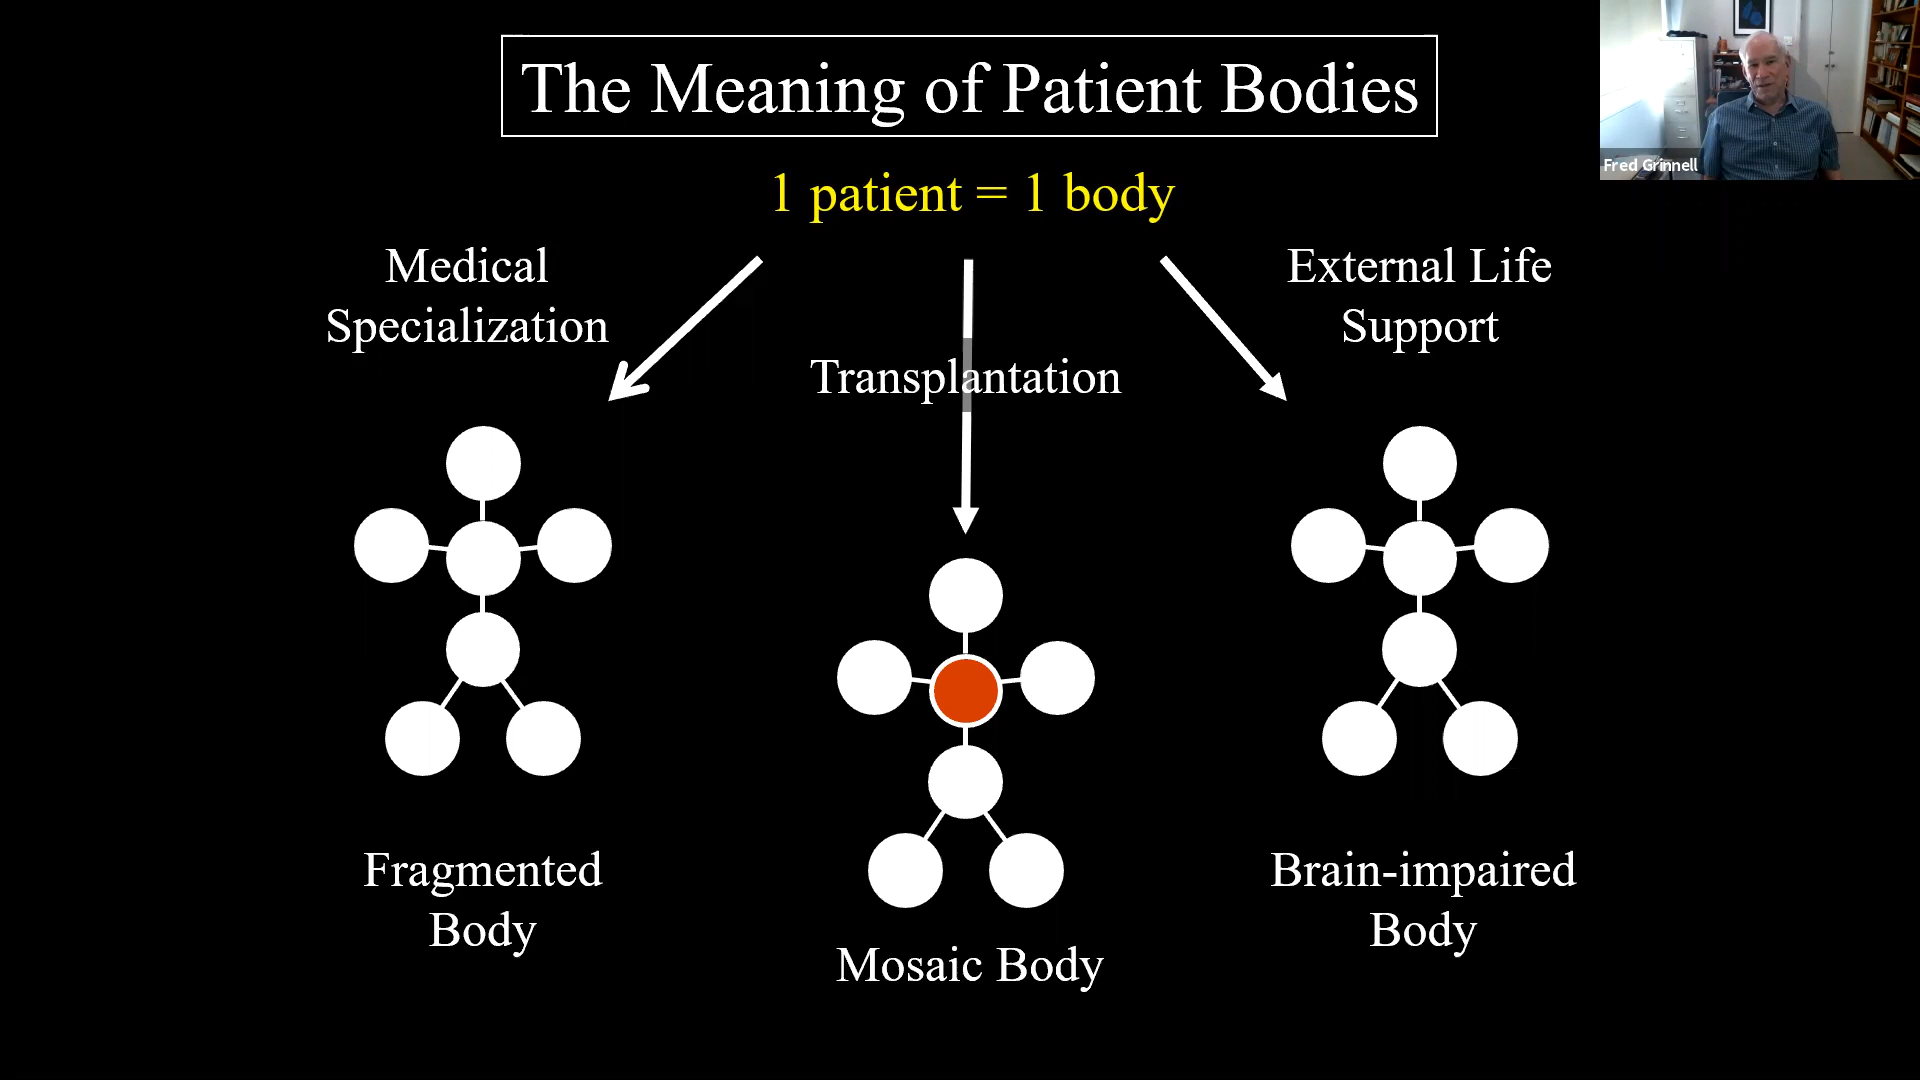 The Meaning of Patient Bodies
Fred Grinnell
1 patient = 1 body
Medical
Specialization
Transplantation
External Life
Support
Fragmented
Body
Mosaic Body
Brain-impaired
Body